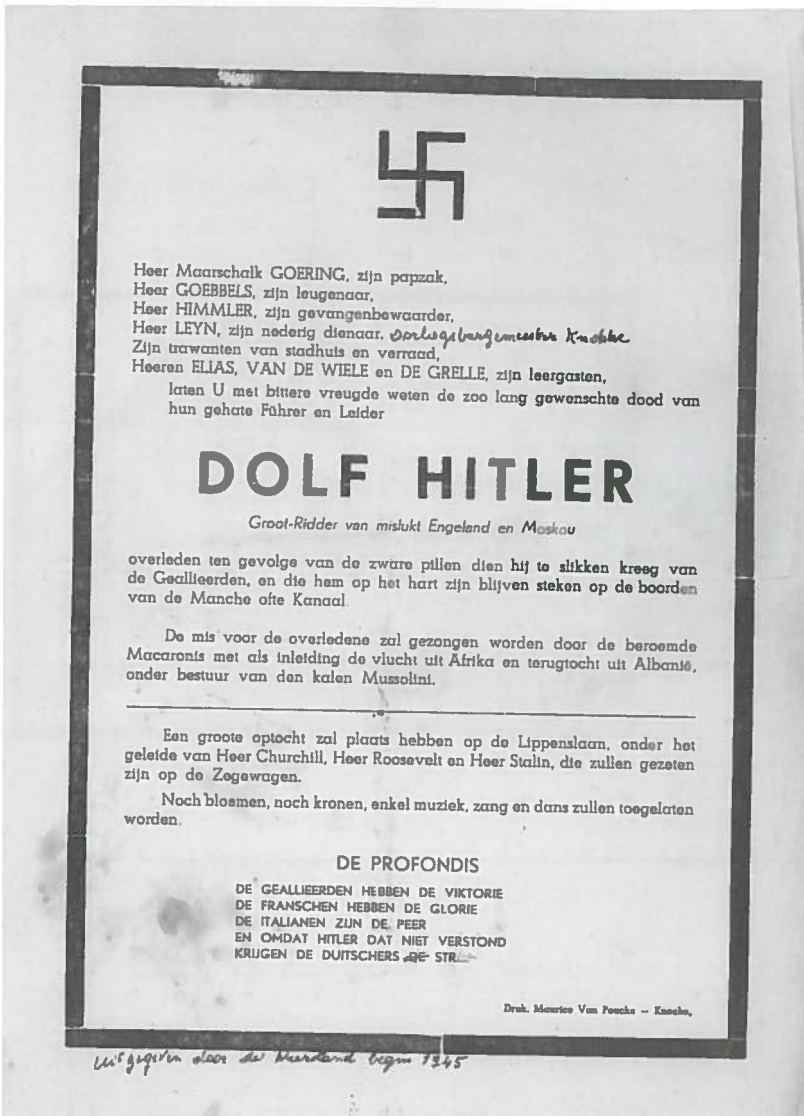 Heer Maarschalk GOERING, zijn papzak,
Heer GOEBBELS, zijn leugenaar,
Heer HIMMLER, zijn gevangenbewaarder,
Heer LEYN, zijn nederig dienaar. oorlogsburgemeester Knokke
Zijn trawanten van stadhuis en verraad,
Heeren ELIAS, VAN DE WIELE en DE GRELLE, zijn leergasten,
laten U met bittere vreugde weten de zoo lang gewenschte dood van
hun gehate Führer en Leider
DOLF HITLER
Groot-Ridder van mislukt Engeland en Moskou
overleden ten gevolge van de zware pillen dien hij te slikken kreeg van
de Geallieerden, en die hem op het hart zijn blijven steken op de boorden
van de Manche ofte Kanaal
De mis voor de overledene zal gezongen worden door de beroemde
Macaronis met als inleiding de vlucht uit Afrika en terugtocht uit Albanië,
onder bestuur van den kalen Mussolini.
Een groote optocht zal plaats hebben op de Lippenslaan, onder het
geleide van Heer Churchill, Heer Roosevelt en Heer Stalin, die zullen gezeten
zijn op de Zegewagen.
Noch bloemen, noch kronen, enkel muziek, zang en dans zullen toegelaten
worden.
DE PROFONDIS
DE GEALLIEERDEN HEBBEN DE VIKTORIE
DE FRANSCHEN HEBBEN DE GLORIE
DE ITALIANEN ZIJN DE PEER
EN OMDAT HITLER DAT NIET VERSTOND
KRIJGEN DE DUITSCHERS DE STR
Druk. Maurice Van Poucke – Knocke,
uitgegeven door de begin 1945